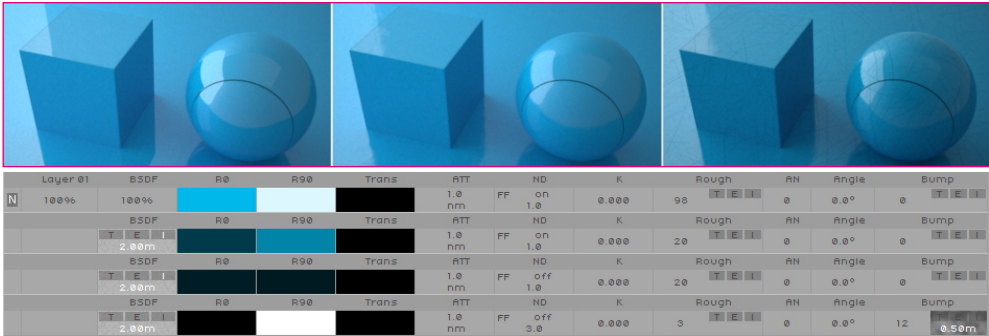 Layer 01 BSDF R0 R90 Trans ATT ND K Rough AN Angle Bump
N 100% 100% 1.0 nm FF on 1.0 0.000 98 T E I 0 0.0° 0 T E I
BSDF R0 R90 Trans ATT ND K Rough AN Angle Bump
T E I 2.00m 1.0 nm FF on 1.0 0.000 20 T E I 0 0.0° 0 T E I
BSDF R0 R90 Trans ATT ND K Rough AN Angle Bump
T E I 2.00m 1.0 nm FF off 1.0 0.000 20 T E I 0 0.0° 0 T E I
BSDF R0 R90 Trans ATT ND K Rough AN Angle Bump
T E I 2.00m 1.0 nm FF off 3.0 0.000 3 T E I 0 0.0° 12 T E I 0.50m